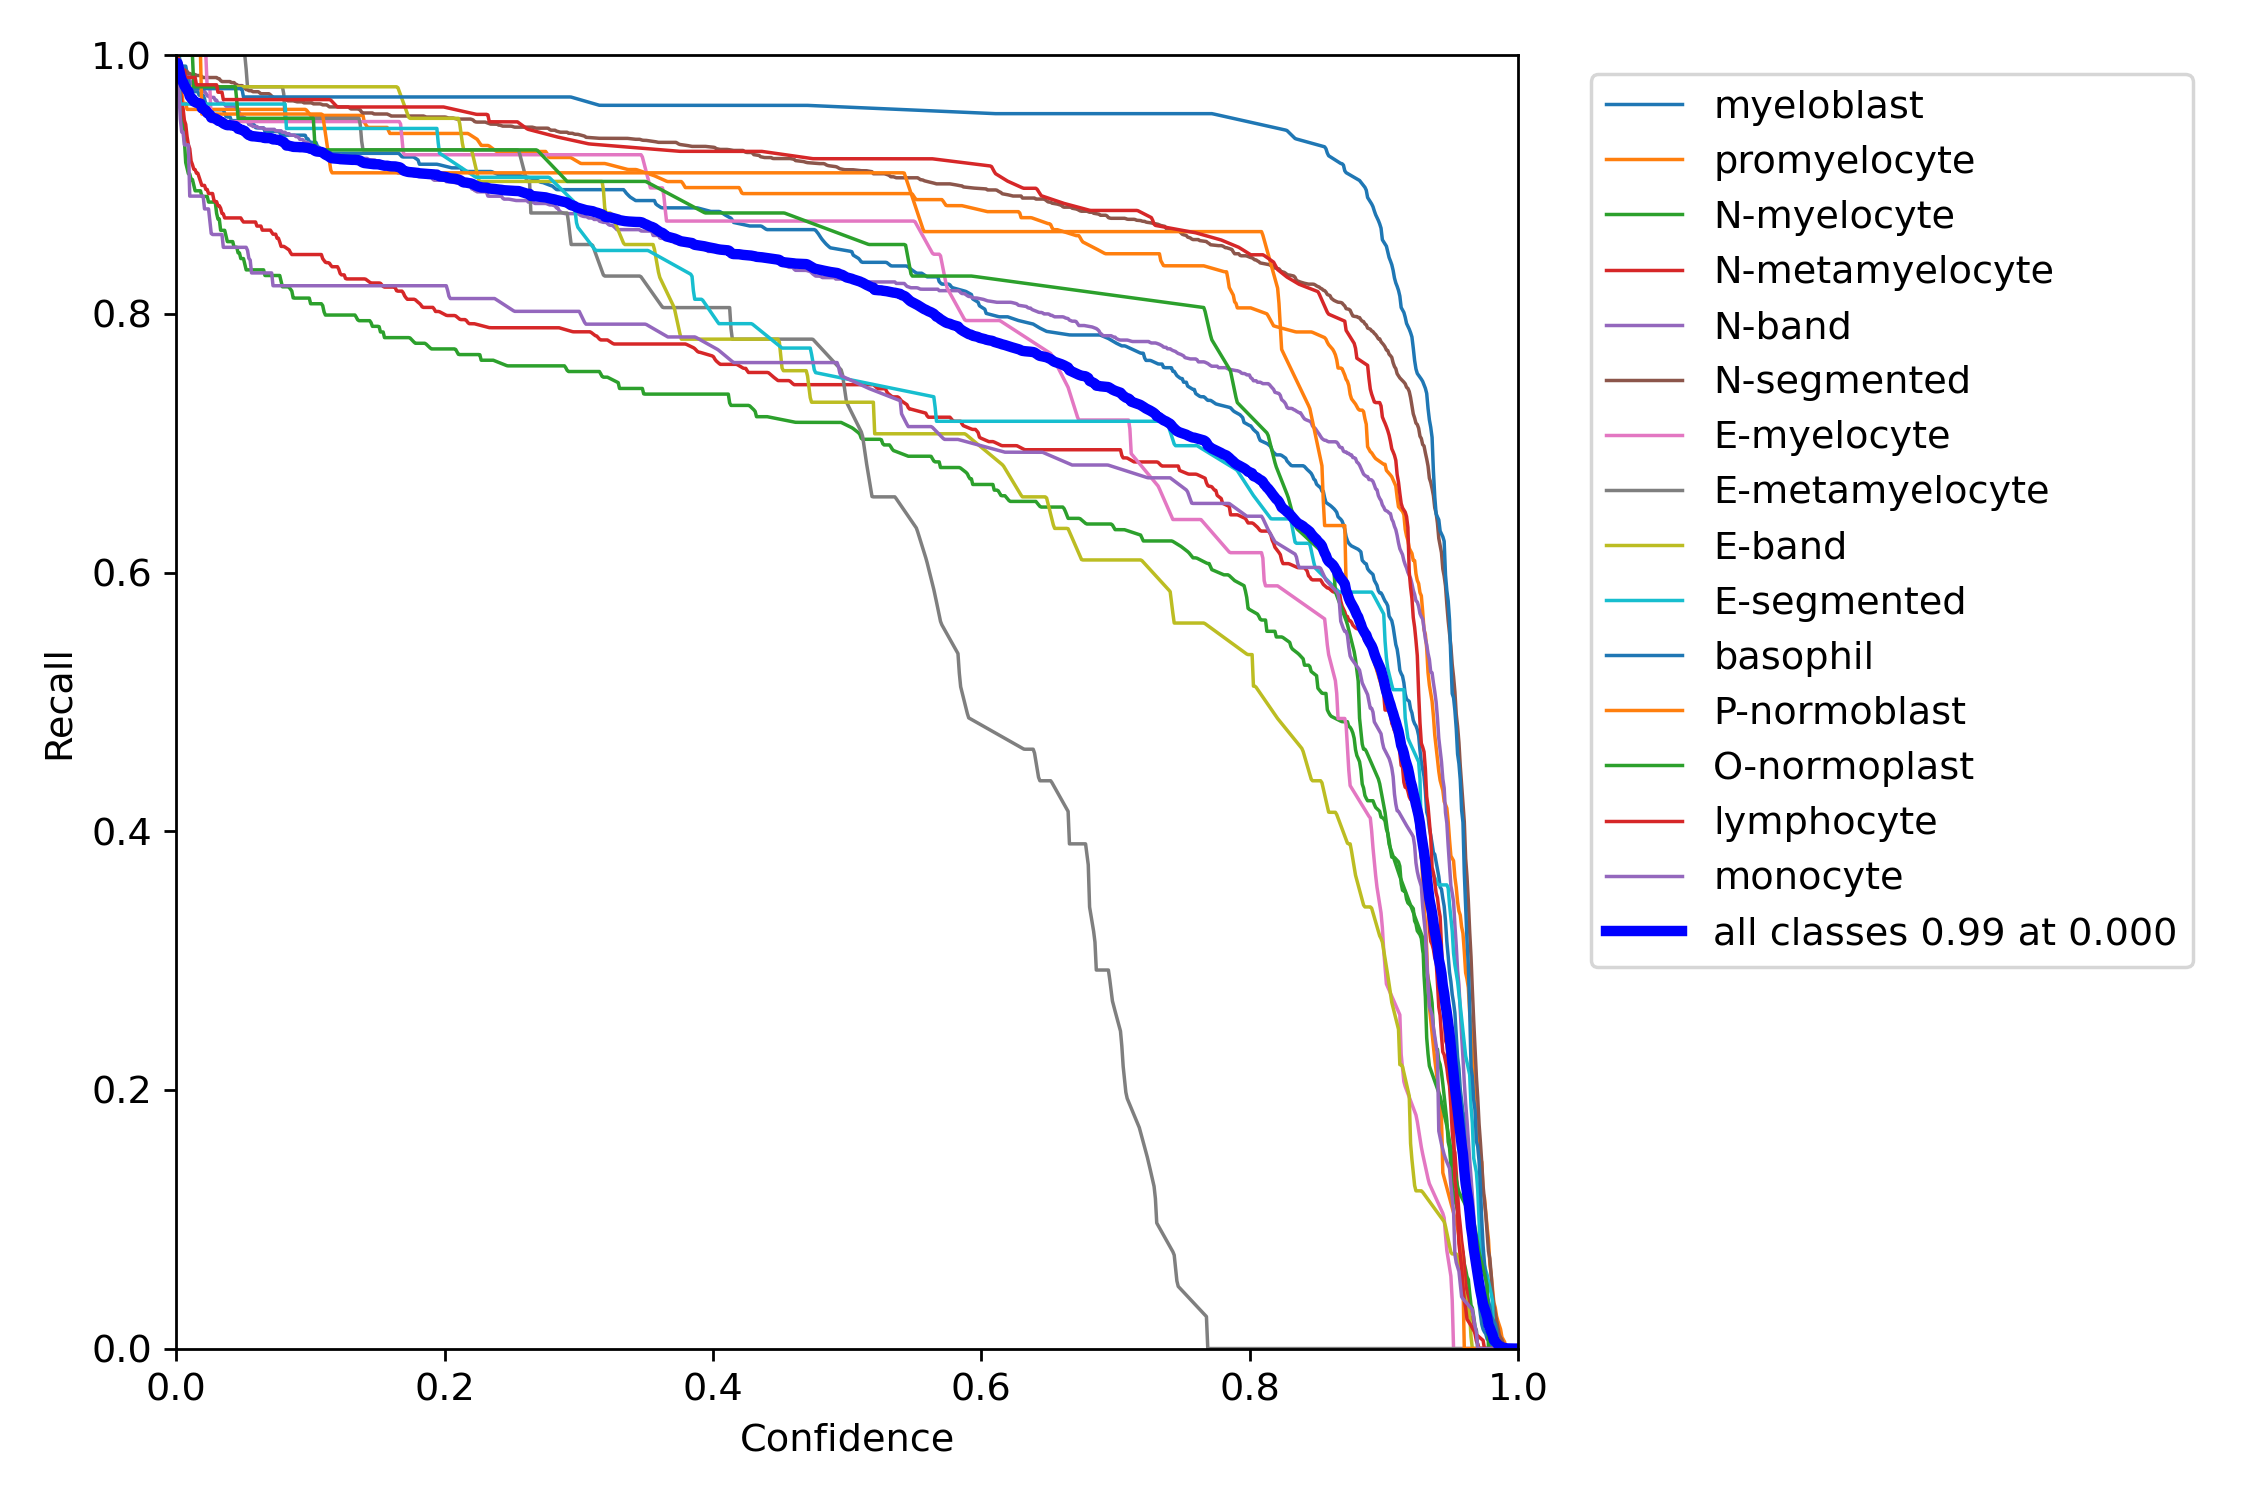 1.0
0.8
0.6
0.4
0.2
0.0
Recall
0.0 0.2 0.4 0.6 0.8 1.0
Confidence
myeloblast
promyelocyte
N-myelocyte
N-metamyelocyte
N-band
N-segmented
E-myelocyte
E-metamyelocyte
E-band
E-segmented
basophil
P-normoblast
O-normoplast
lymphocyte
monocyte
all classes 0.99 at 0.000